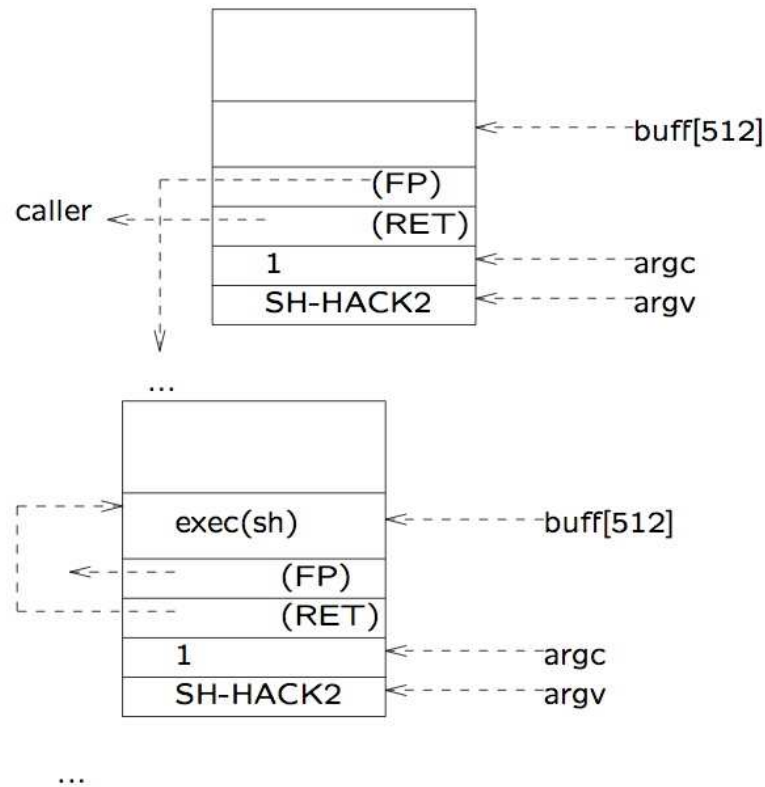 buff[512]
(FP)
caller
(RET)
1
argc
SH-HACK2
argv
...
exec(sh)
buff[512]
(FP)
(RET)
1
argc
SH-HACK2
argv
...